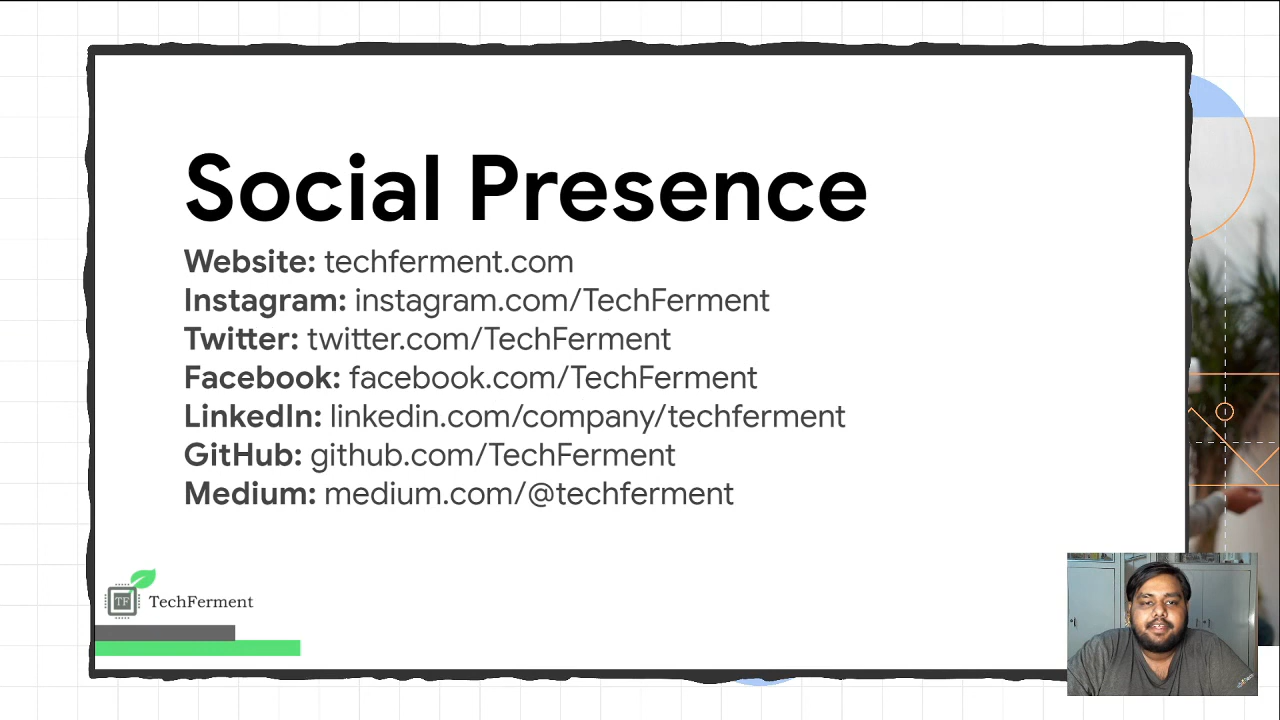 Social Presence
Website: techferment.com
Instagram: instagram.com/TechFerment
Twitter: twitter.com/TechFerment
Facebook: facebook.com/TechFerment
LinkedIn: linkedin.com/company/techferment
GitHub: github.com/TechFerment
Medium: medium.com/@techferment
TF
TechFerment